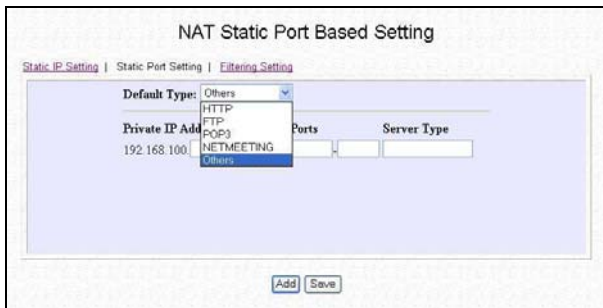 NAT Static Port Based Setting
Static IP Setting | Static Port Setting | Filtering Setting
Default Type: Others
HTTP
FTP
POP3
NETMEETING
Others
Private IP Add Ports Server Type
192.168.100. -
Add Save